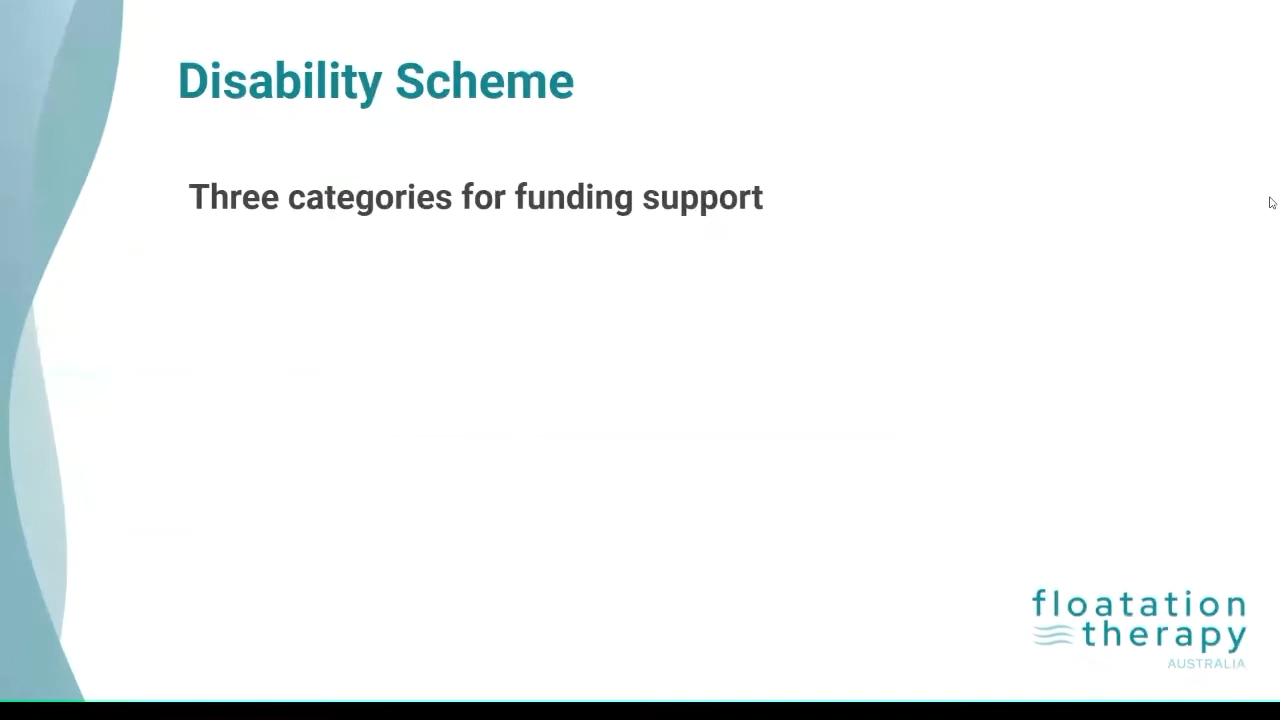 Disability Scheme
Three categories for funding support
floatation
therapy
AUSTRALIA